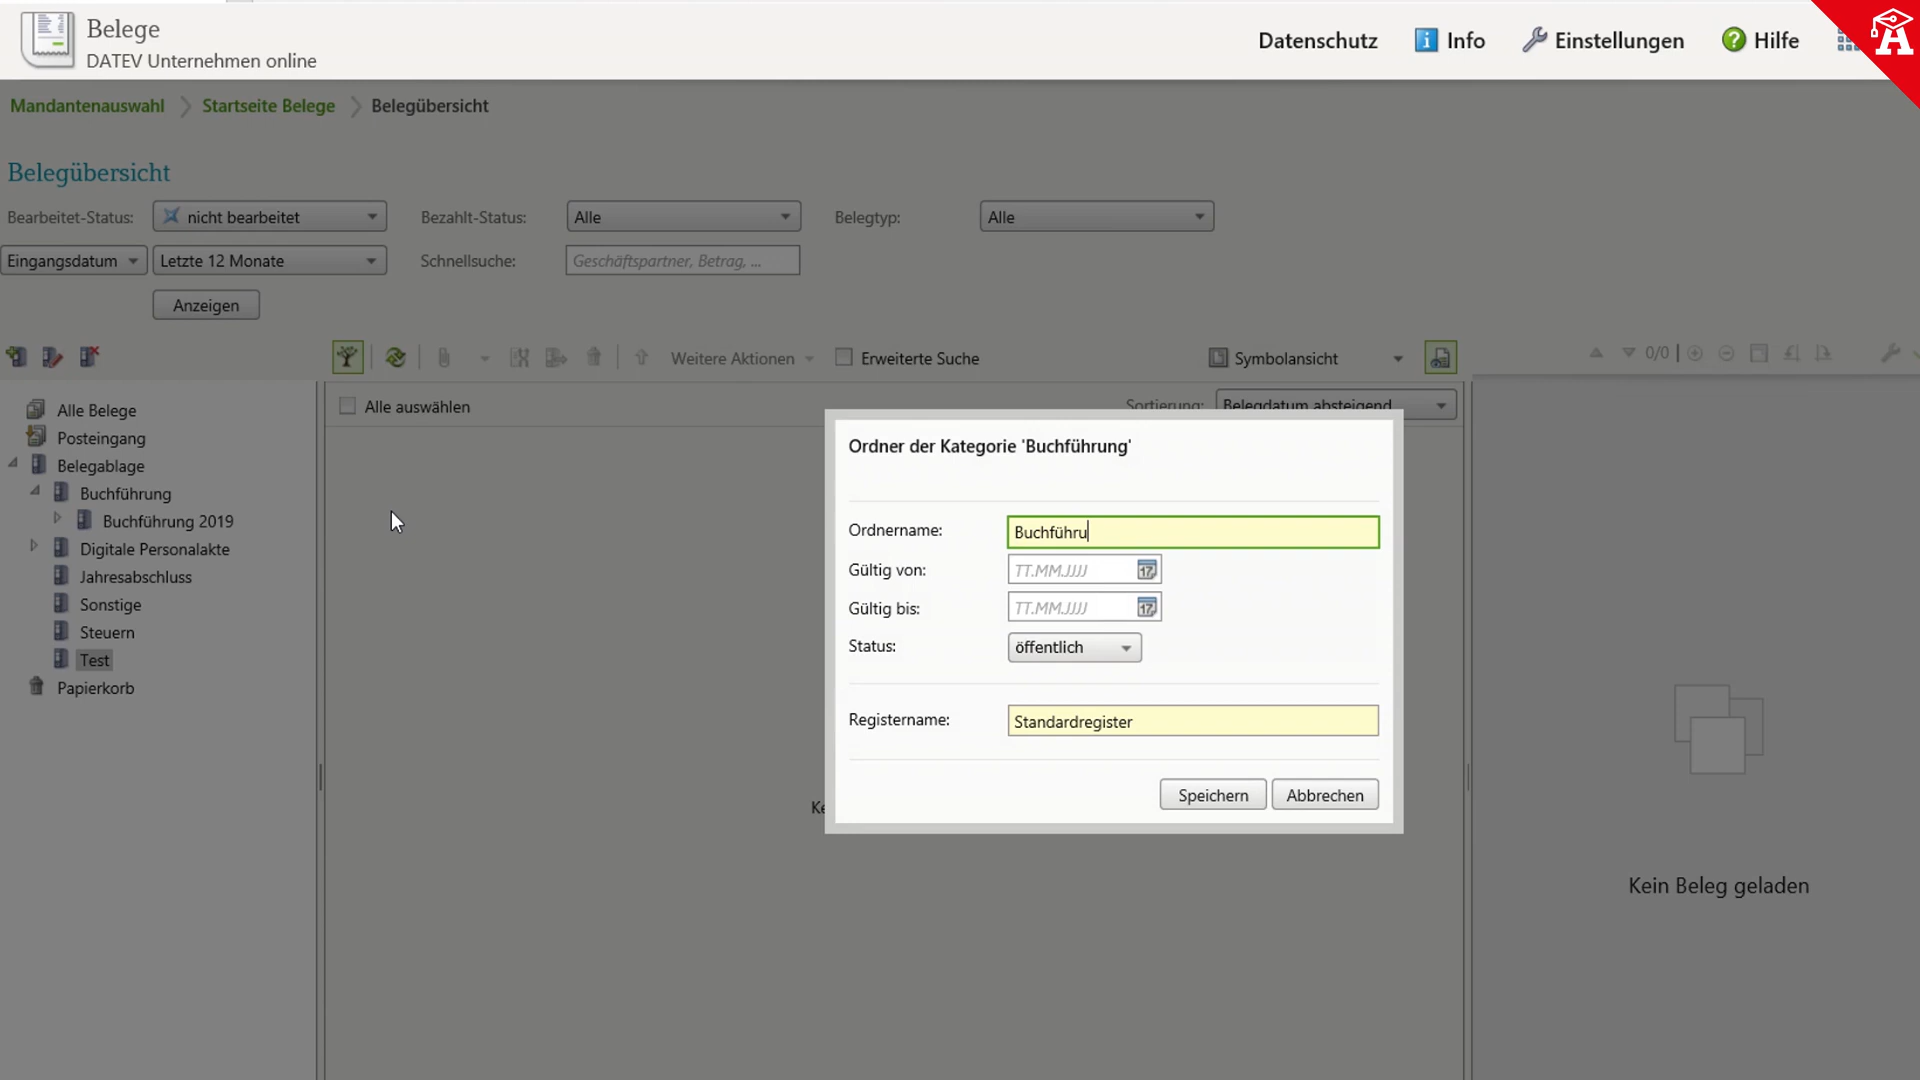 Belege
DATEV Unternehmen online
Datenschutz
Info
Einstellungen
Hilfe
A
Mandantenauswahl
Startseite Belege
Belegübersicht
Belegübersicht
Bearbeitet-Status:
nicht bearbeitet
Bezahlt-Status:
Alle
Belegtyp:
Alle
Eingangsdatum
Letzte 12 Monate
Schnellsuche:
Geschäftspartner, Betrag, ...
Anzeigen
Weitere Aktionen
Erweiterte Suche
Symbolansicht
0/0
Alle Belege
Posteingang
Belegablage
Buchführung
Buchführung 2019
Digitale Personalakte
Jahresabschluss
Sonstige
Steuern
Test
Papierkorb
Alle auswählen
Sortierung:
Belegdatum absteigend
Ke
Ordner der Kategorie 'Buchführung'
Ordnername:
Buchführu
Gültig von:
TT.MM.JJJJ
17
Gültig bis:
TT.MM.JJJJ
17
Status:
öffentlich
Registername:
Standardregister
Speichern
Abbrechen
Kein Beleg geladen